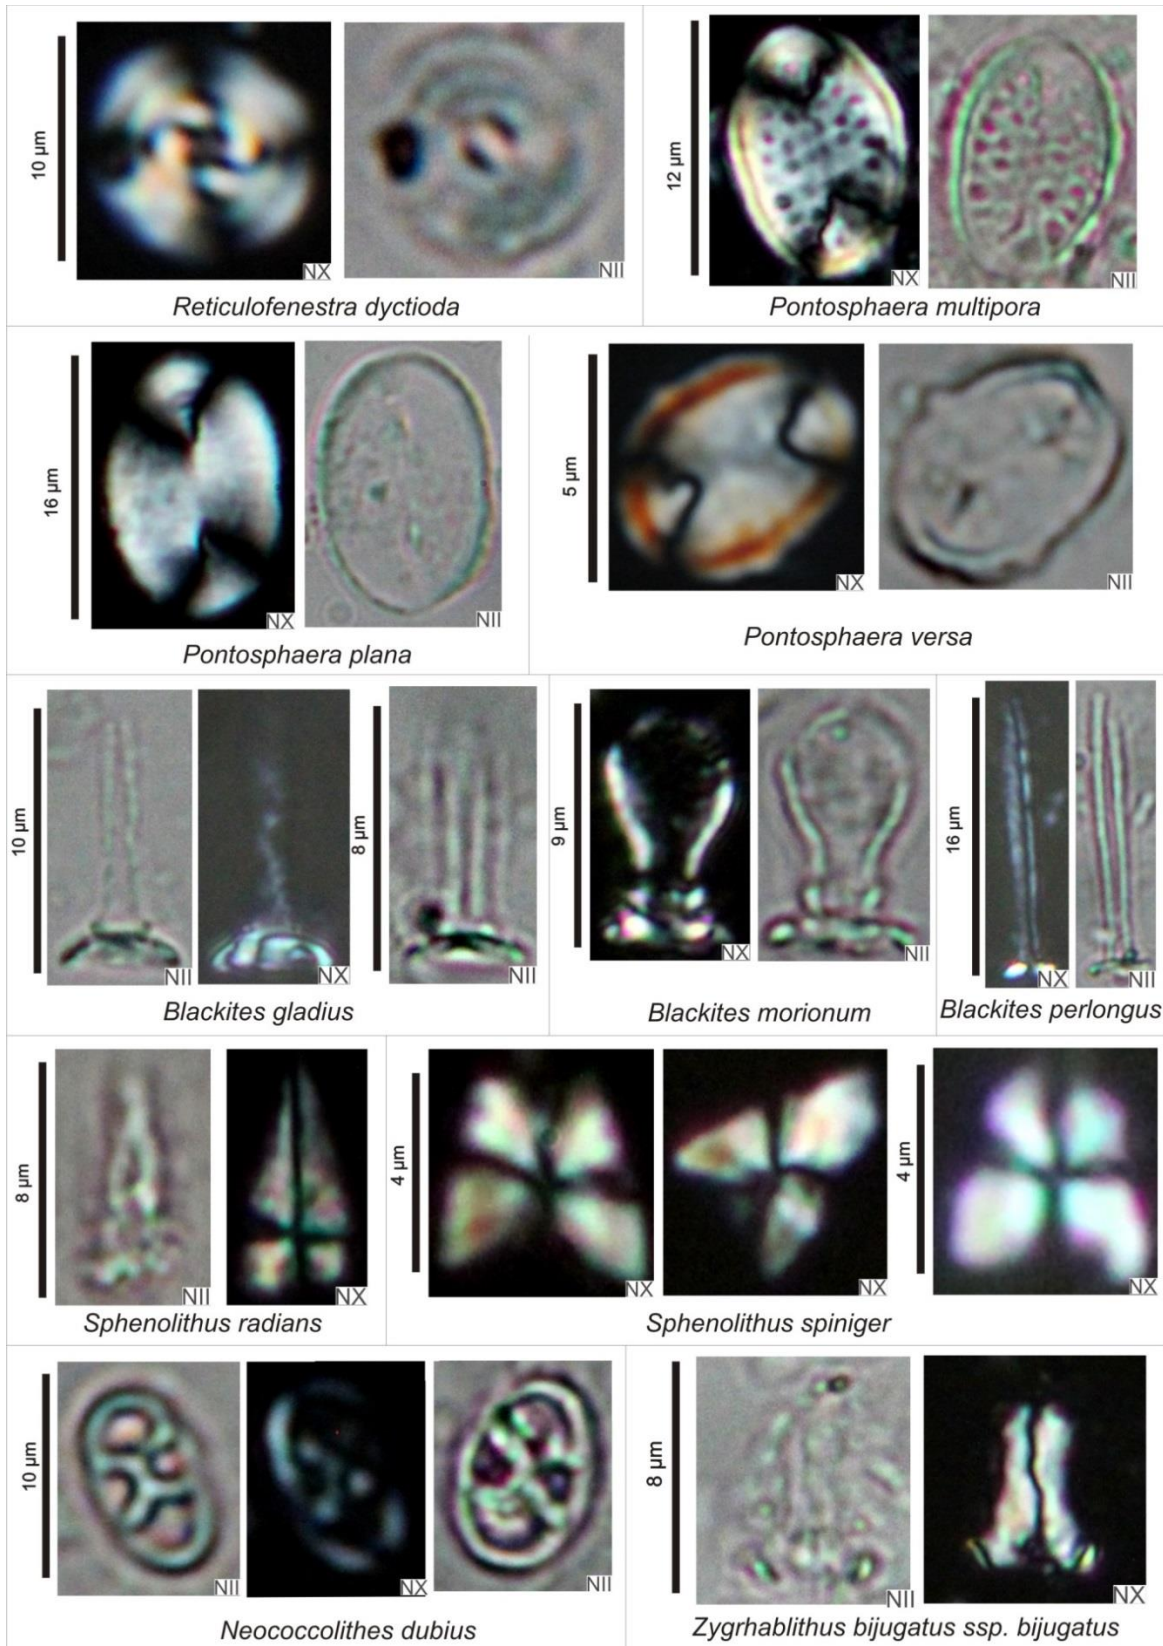 10 µm
NX
NII
Reticulofenestra dyctioda
12 µm
NX
NII
Pontosphaera multipora
16 µm
NX
NII
Pontosphaera plana
5 µm
NX
NII
Pontosphaera versa
10 µm
NII
NX
8 µm
NII
Blackites gladius
9 µm
NX
NII
Blackites morionum
16 µm
NX
NII
Blackites perlongus
8 µm
NII
NX
Sphenolithus radians
4 µm
NX
NX
4 µm
NX
Sphenolithus spiniger
10 µm
NII
NX
NII
Neococcolithes dubius
8 µm
NII
NX
Zygrhablithus bijugatus ssp. bijugatus